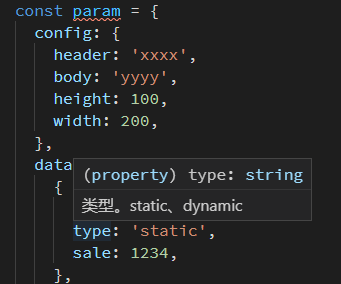 const param = {
config: {
header: 'xxxx',
body: 'yyyy',
height: 100,
width: 200,
},
data
(property) type: string
{
类型。static、dynamic
type: 'static',
sale: 1234,
},